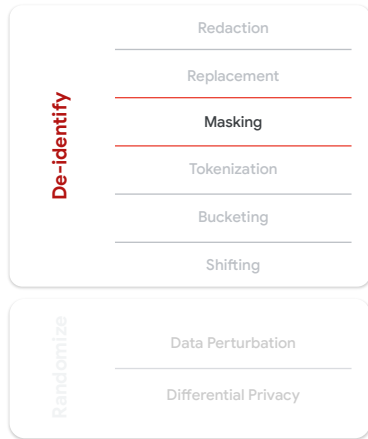 De-identify
Redaction
Replacement
Masking
Tokenization
Bucketing
Shifting
Randomize
Data Perturbation
Differential Privacy